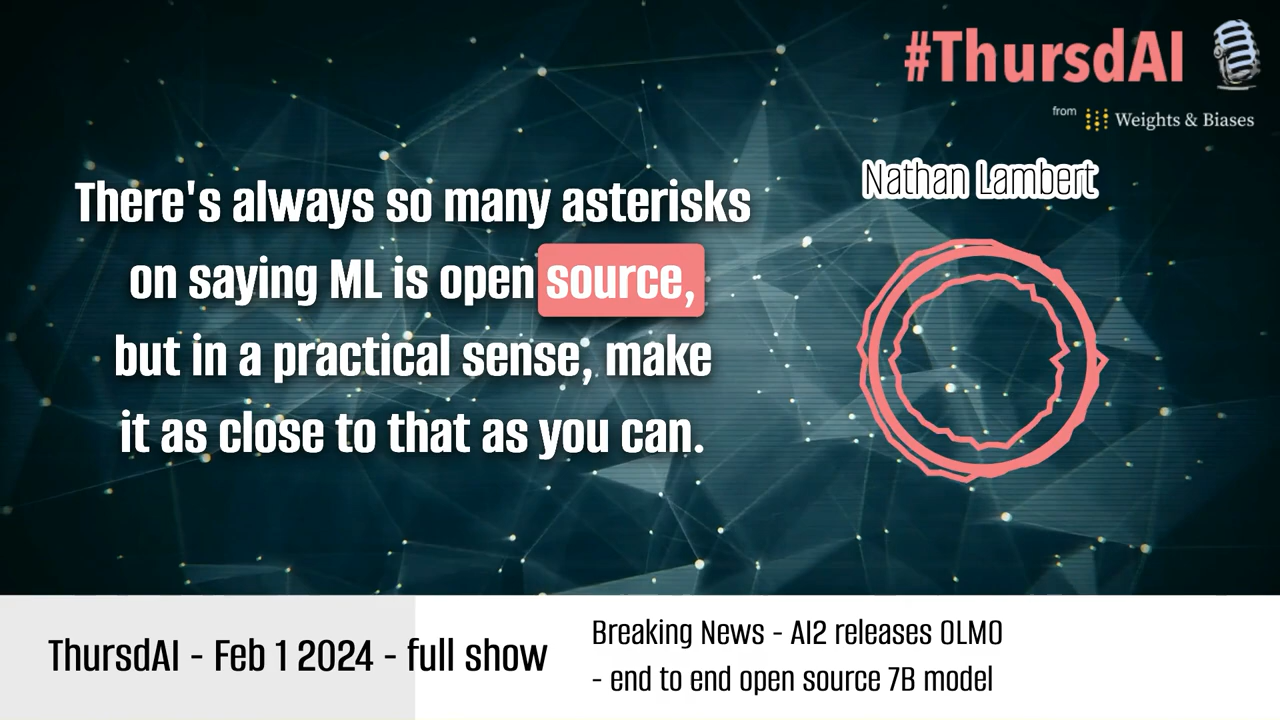 #ThursdAI
from Weights & Biases
Nathan Lambert
There's always so many asterisks
on saying ML is open source,
but in a practical sense, make
it as close to that as you can.
ThursdAI - Feb 1 2024 - full show
Breaking News - AI2 releases OLMO
- end to end open source 7B model